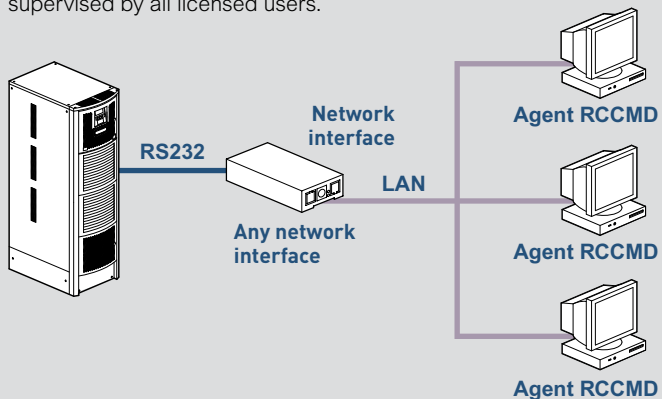 supervised by all licensed users.
Network
interface
RS232
LAN
Any network
interface
Agent RCCMD
Agent RCCMD
Agent RCCMD